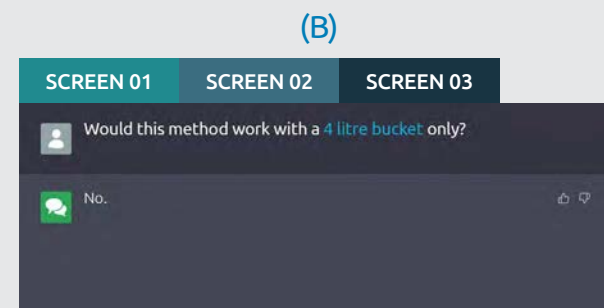 (B)
SCREEN 01 SCREEN 02 SCREEN 03
Would this method work with a 4 litre bucket only?
No.